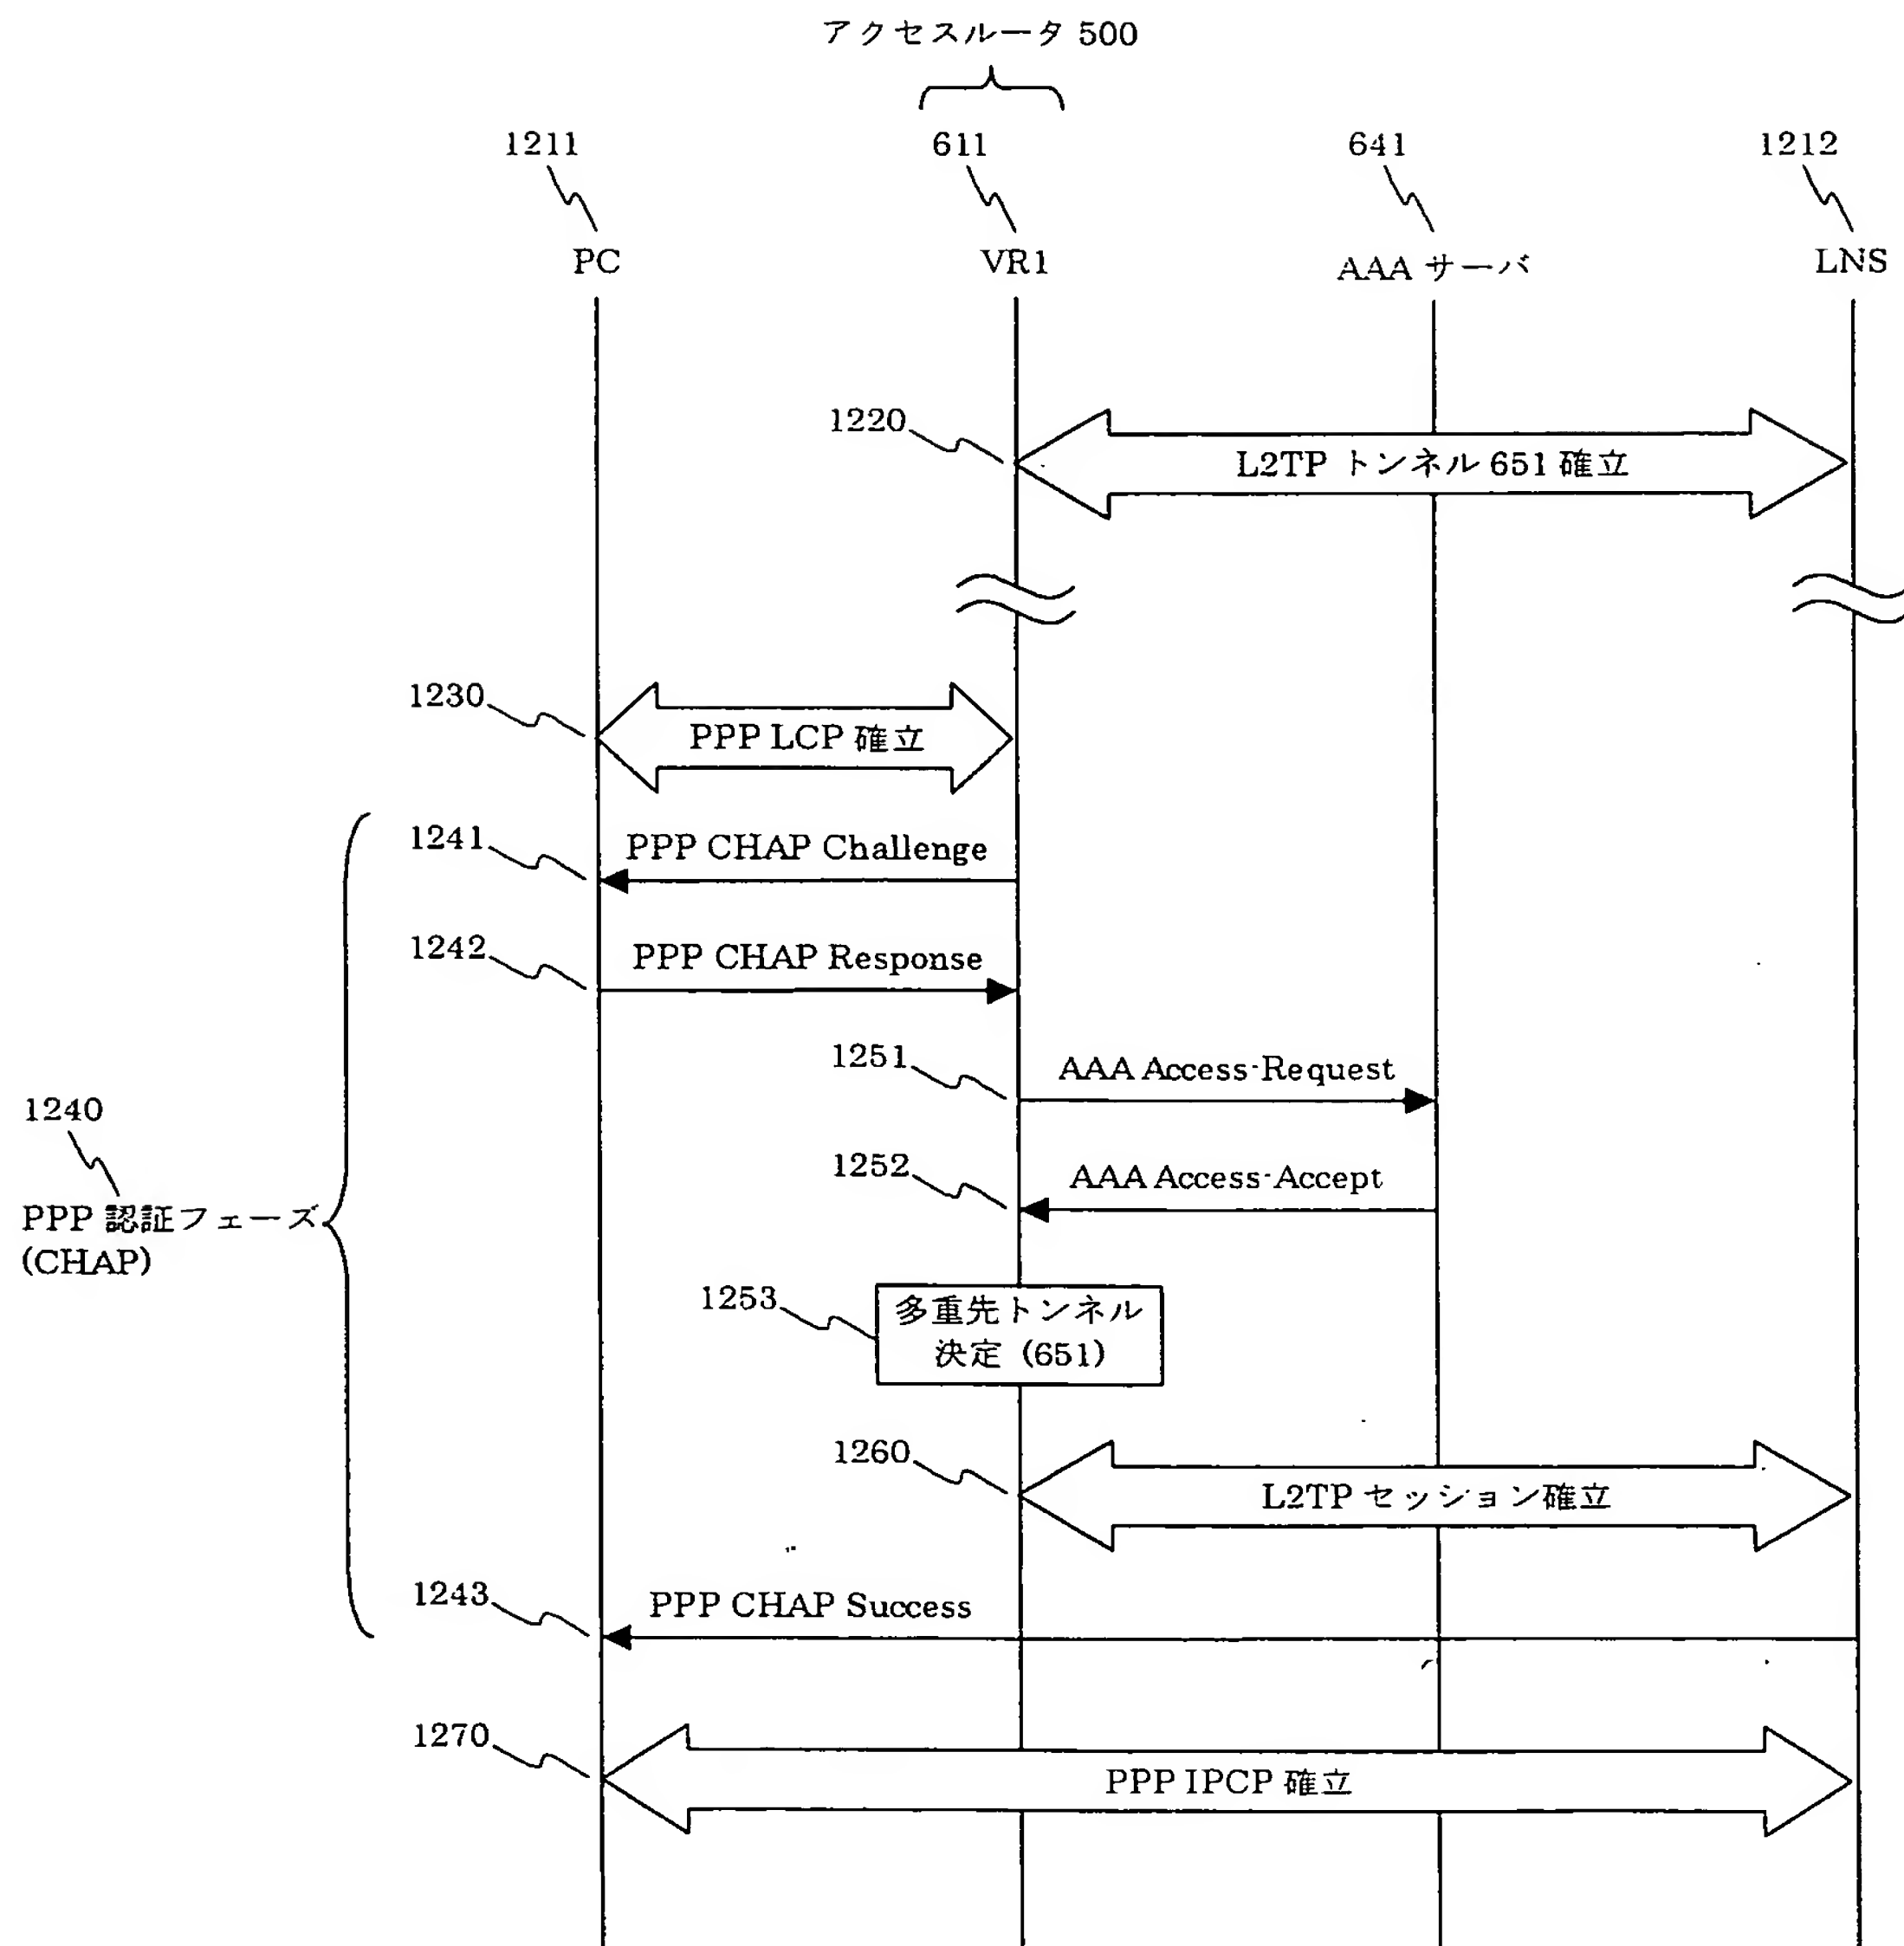 アクセスルータ 500
1211
611
641
1212
PC
VR1
AAA サーバ
LNS
1220
L2TP トンネル 651 確立
1230
PPP LCP 確立
1241
PPP CHAP Challenge
1242
PPP CHAP Response
1251
AAA Access-Request
1240
1252
AAA Access-Accept
PPP 認証フェーズ
(CHAP)
1253
多重先トンネル
決定 (651)
1260
L2TP セッション確立
1243
PPP CHAP Success
1270
PPP IPCP 確立